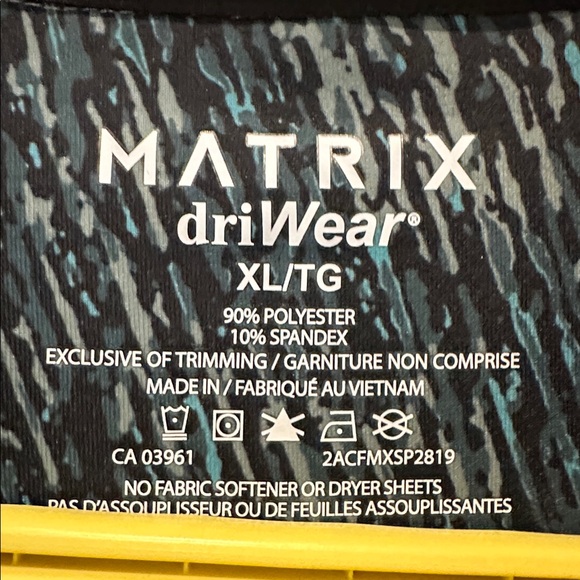 MATRIX
driWear®
XL/TG
90% POLYESTER
10% SPANDEX
EXCLUSIVE OF TRIMMING / GARNITURE NON COMPRISE
MADE IN / FABRIQUÉ AU VIETNAM
CA 03961 2ACFMXSP2819
NO FABRIC SOFTENER OR DRYER SHEETS
PAS D'ASSOUPLISSEUR OU DE FEUILLES ASSOUPLISSANTES